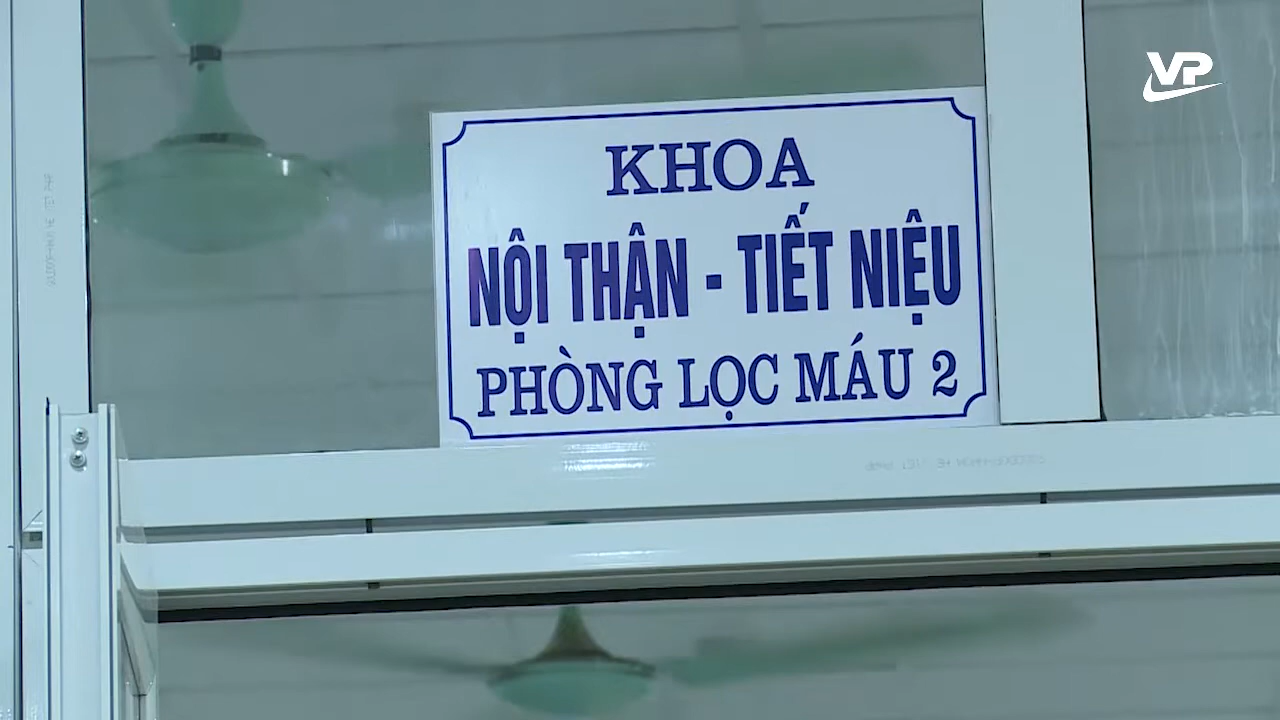 VP
KHOA
NỘI THẬN - TIẾT NIỆU
PHÒNG LỌC MÁU 2